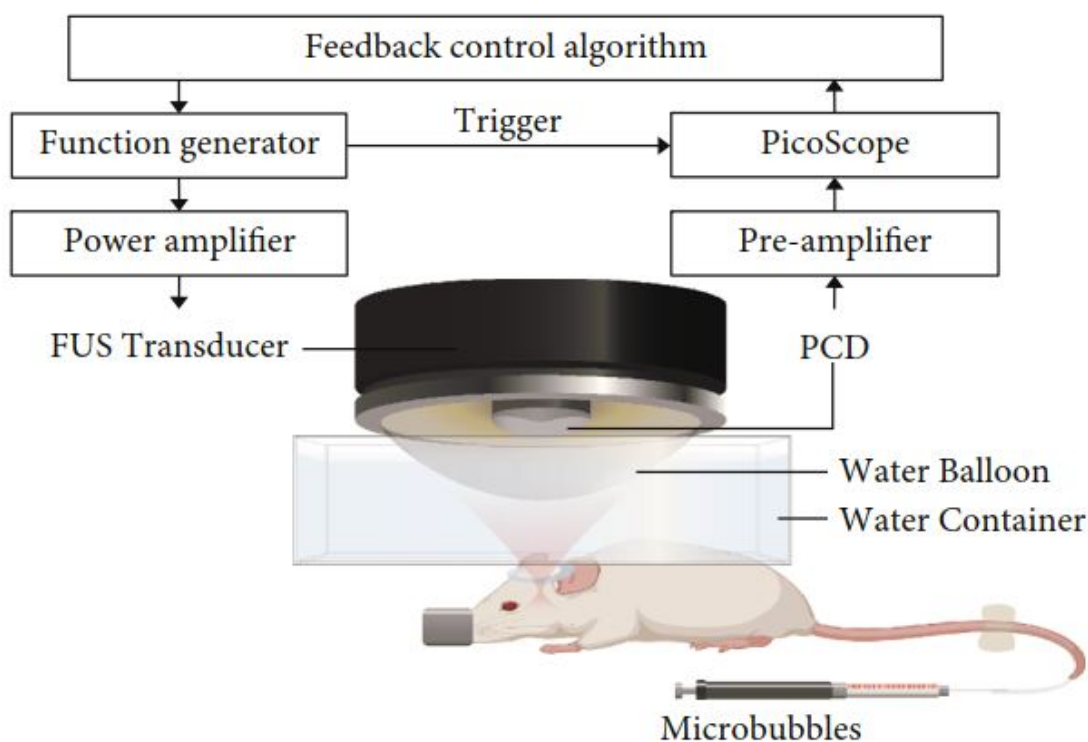 Feedback control algorithm
Function generator
Trigger
PicoScope
Power amplifier
Pre-amplifier
FUS Transducer
PCD
Water Balloon
Water Container
Microbubbles